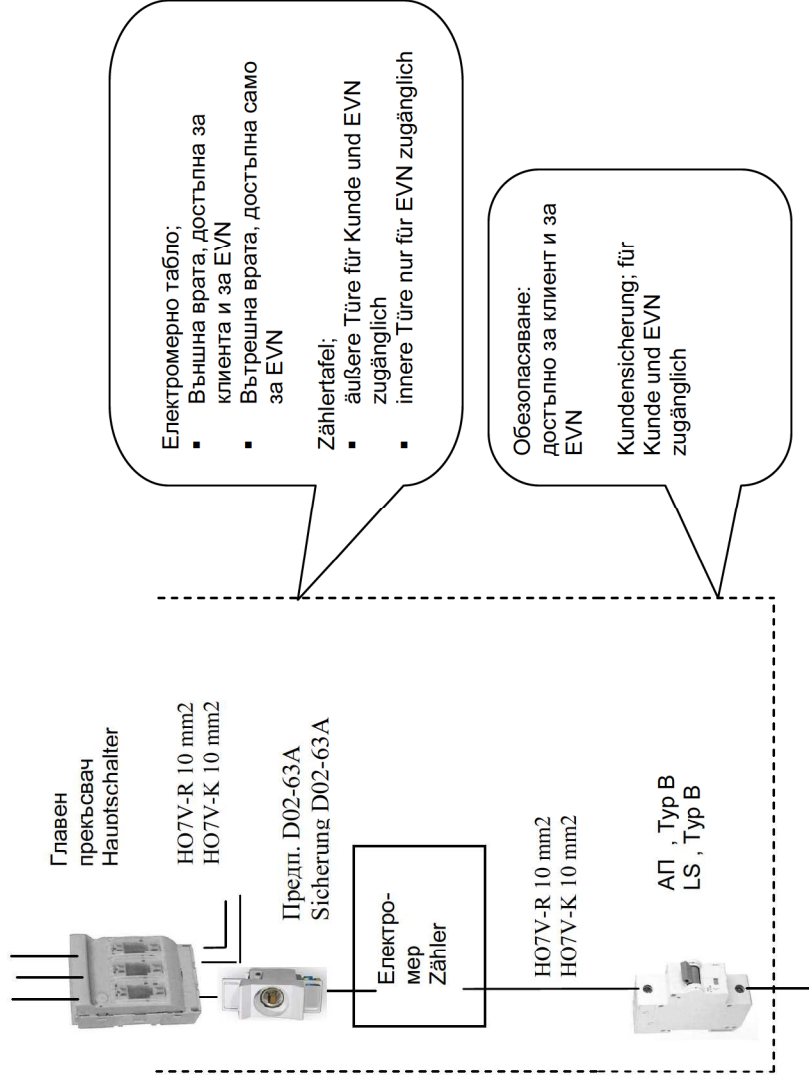 Главен
прекъсвач
Hauptschalter
HO7V-R 10 mm2
HO7V-K 10 mm2
Предп. D02-63A
Sicherung D02-63A
Електро-
мер
Zähler
HO7V-R 10 mm2
HO7V-K 10 mm2
АП , Typ B
LS , Typ B
Електромерно табло;
▪ Външна врата, достъпна за
клиента и за EVN
▪ Вътрешна врата, достъпна само
за EVN
Zählertafel;
▪ äußere Türe für Kunde und EVN
zugänglich
▪ innere Türe nur für EVN zugänglich
Обезопасяване:
достъпно за клиент и за
EVN
Kundensicherung; für
Kunde und EVN
zugänglich